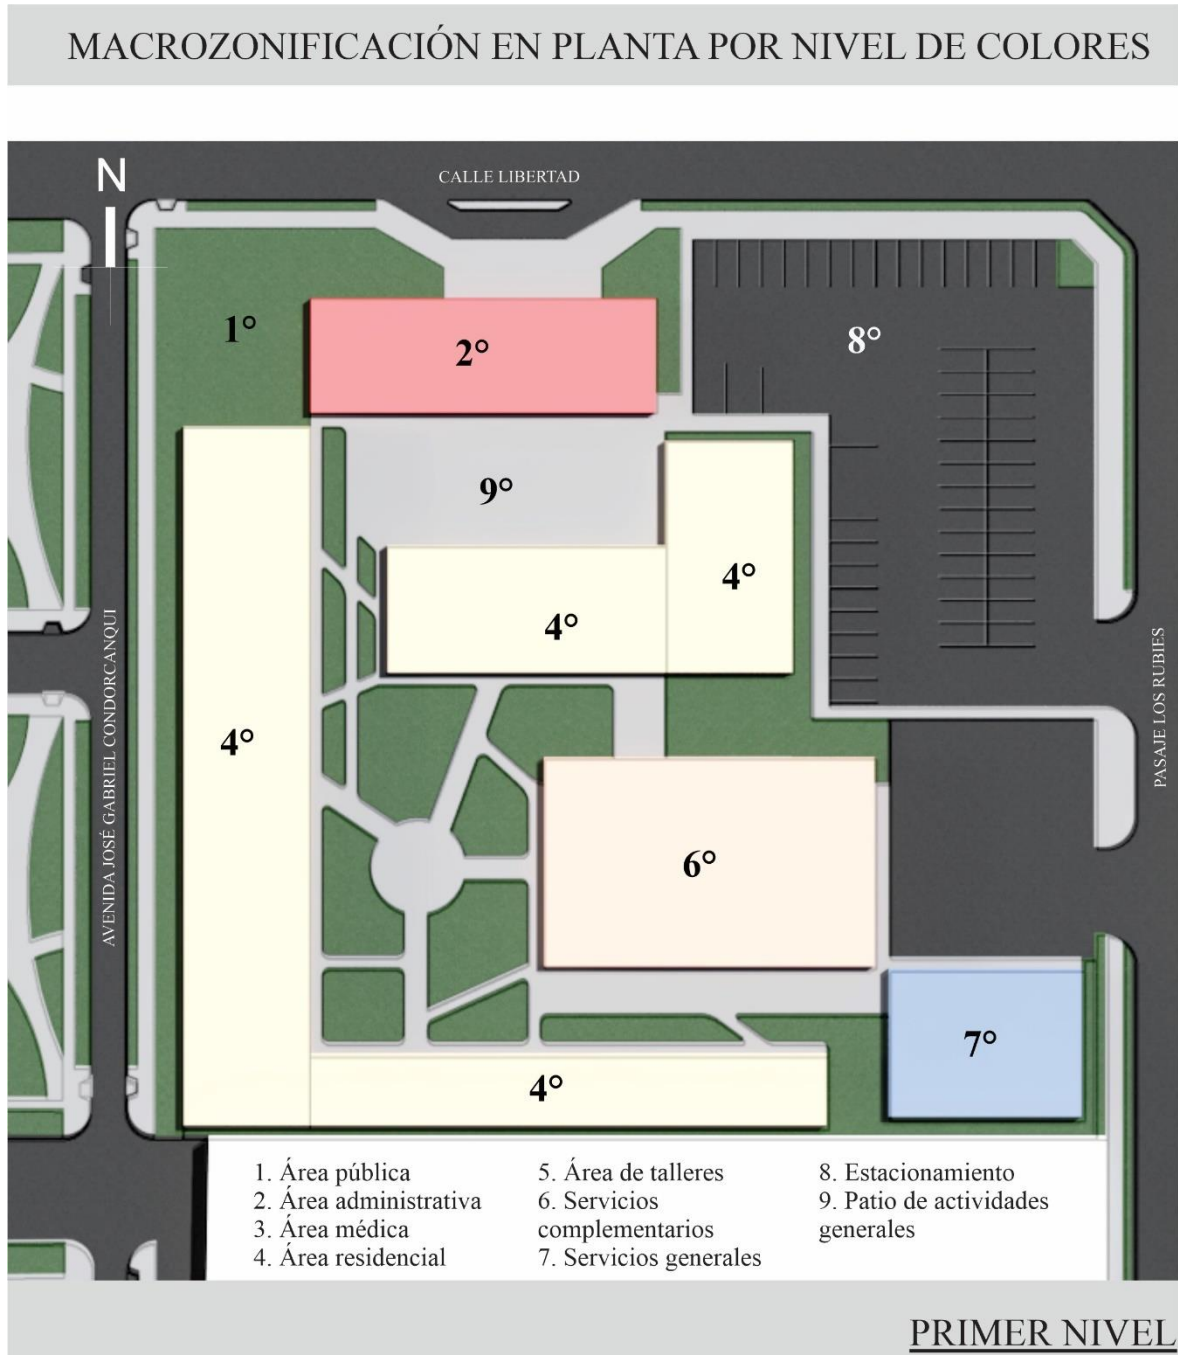 MACROZONIFICACIÓN EN PLANTA POR NIVEL DE COLORES
N
CALLE LIBERTAD
1°
2°
8°
9°
4°
4°
4°
6°
7°
4°
AVENIDA JOSÉ GABRIEL CONDORCANQUI
PASAJE LOS RUBIES
1. Área pública
2. Área administrativa
3. Área médica
4. Área residencial
5. Área de talleres
6. Servicios
complementarios
7. Servicios generales
8. Estacionamiento
9. Patio de actividades
generales
PRIMER NIVEL